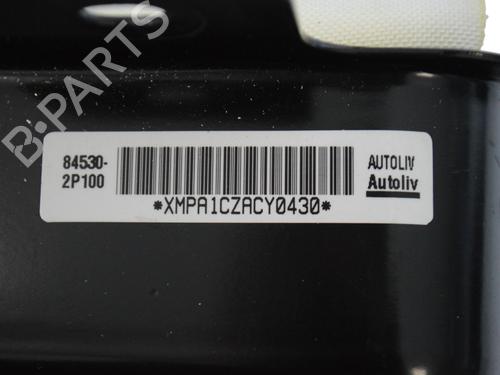 B-PARTS
84530-
2P100
AUTOLIV
Autoliv
*XMPA1CZACY0430*